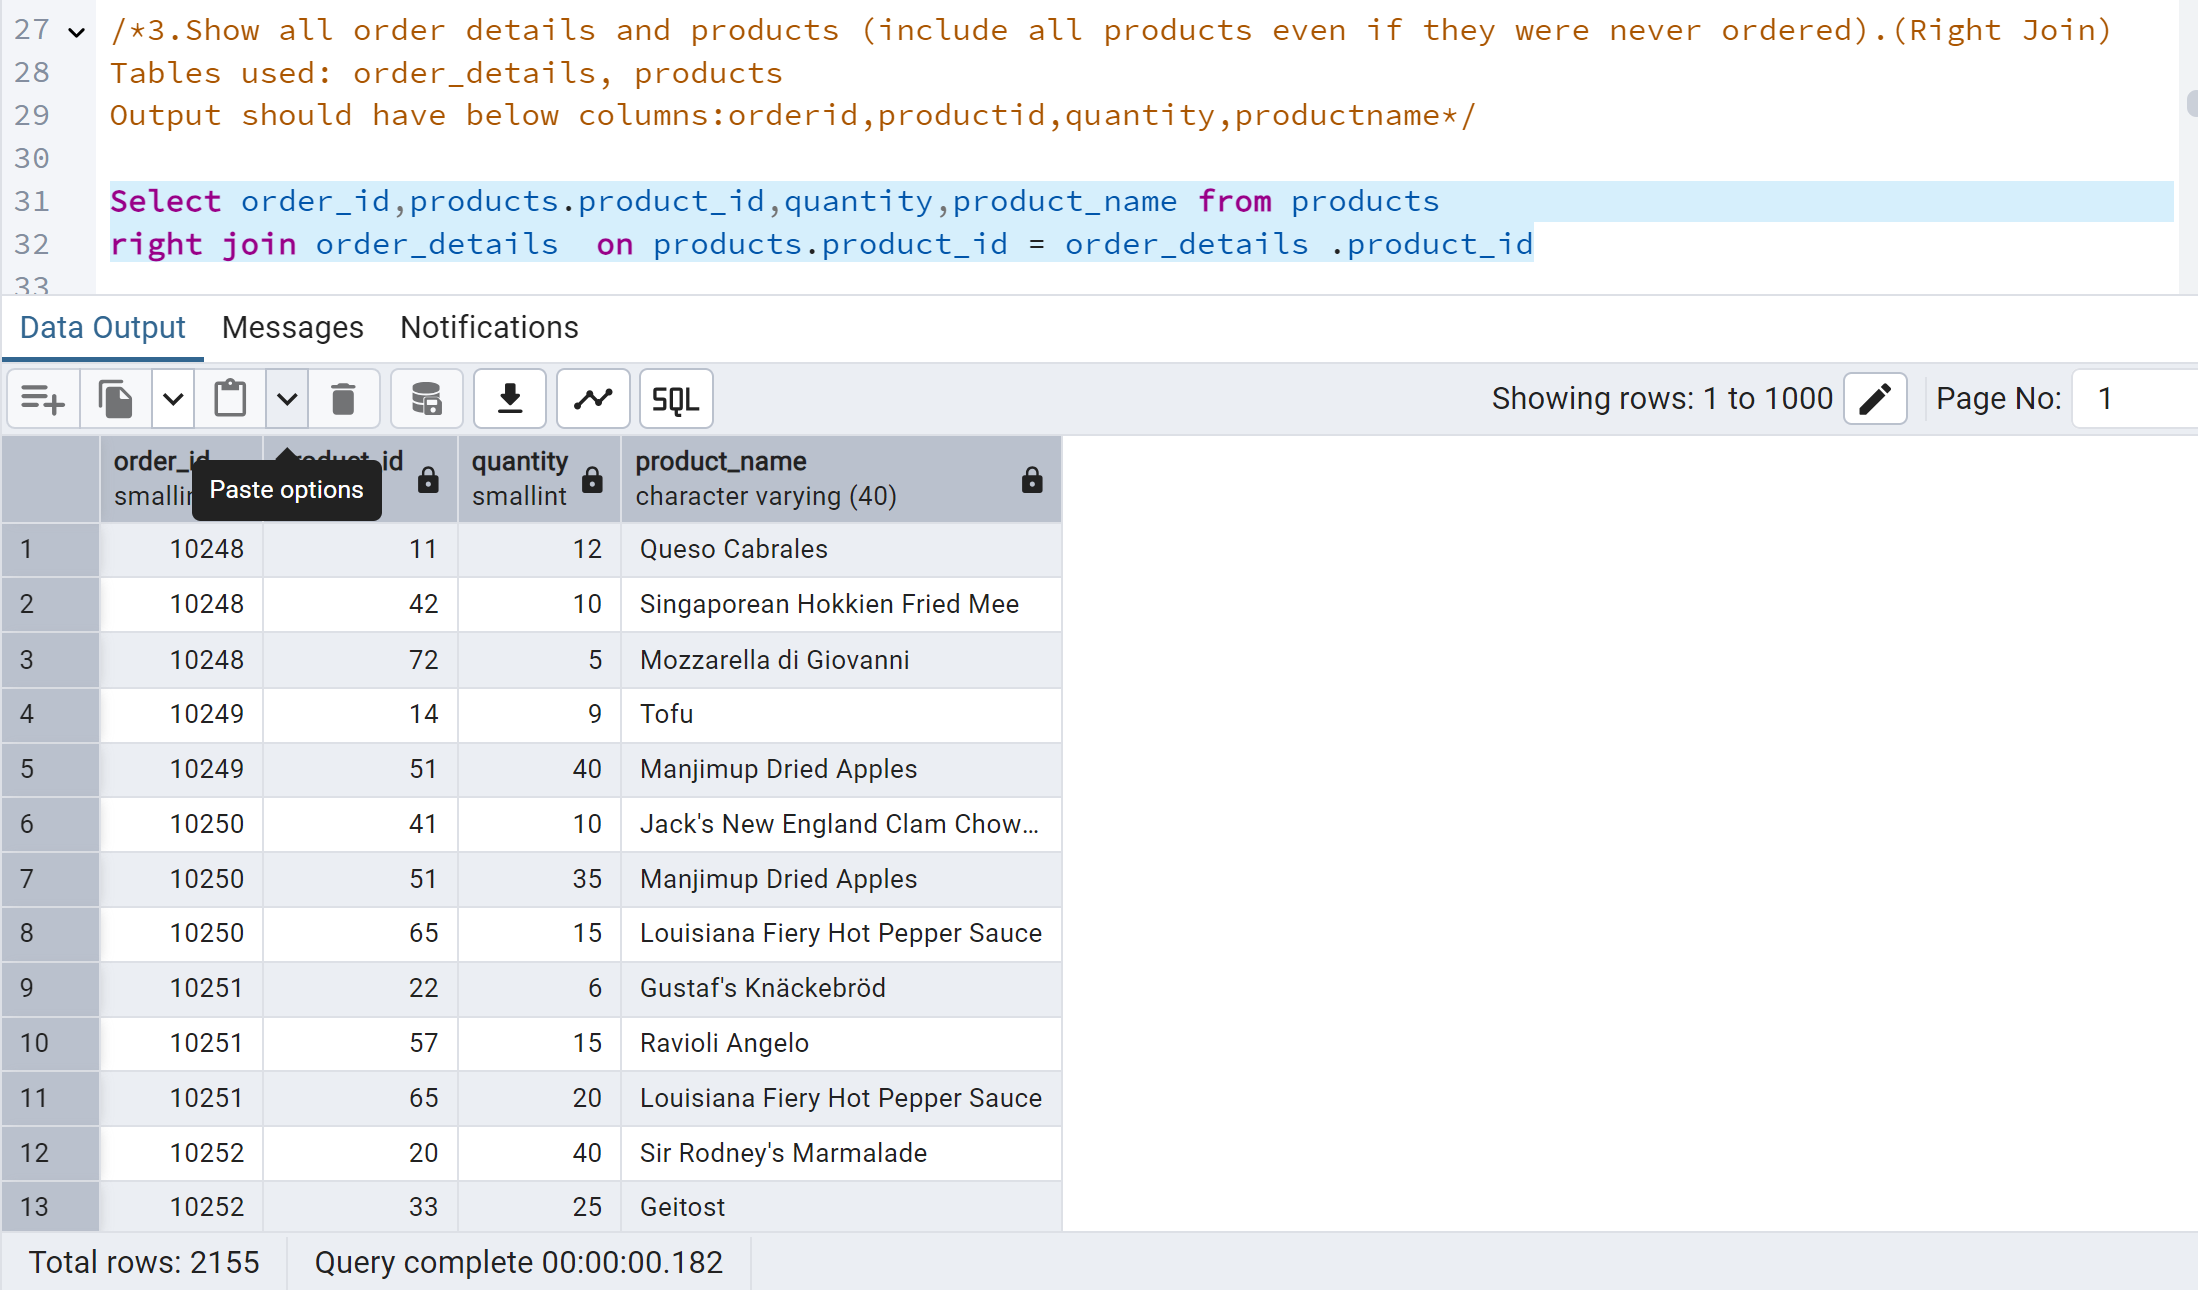 27 /*3.Show all order details and products (include all products even if they were never ordered).(Right Join)
28 Tables used: order_details, products
29 Output should have below columns:orderid,productid,quantity,productname*/
30
31 Select order_id,products.product_id,quantity,product_name from products
32 right join order_details  on products.product_id = order_details .product_id
33
Data Output Messages Notifications
SQL Showing rows: 1 to 1000 Page No: 1
order_id quantity product_name
Paste options
smallint character varying (40)
1 10248 11 12 Queso Cabrales
2 10248 42 10 Singaporean Hokkien Fried Mee
3 10248 72 5 Mozzarella di Giovanni
4 10249 14 9 Tofu
5 10249 51 40 Manjimup Dried Apples
6 10250 41 10 Jack's New England Clam Chow...
7 10250 51 35 Manjimup Dried Apples
8 10250 65 15 Louisiana Fiery Hot Pepper Sauce
9 10251 22 6 Gustaf's Knäckebröd
10 10251 57 15 Ravioli Angelo
11 10251 65 20 Louisiana Fiery Hot Pepper Sauce
12 10252 20 40 Sir Rodney's Marmalade
13 10252 33 25 Geitost
Total rows: 2155 Query complete 00:00:00.182